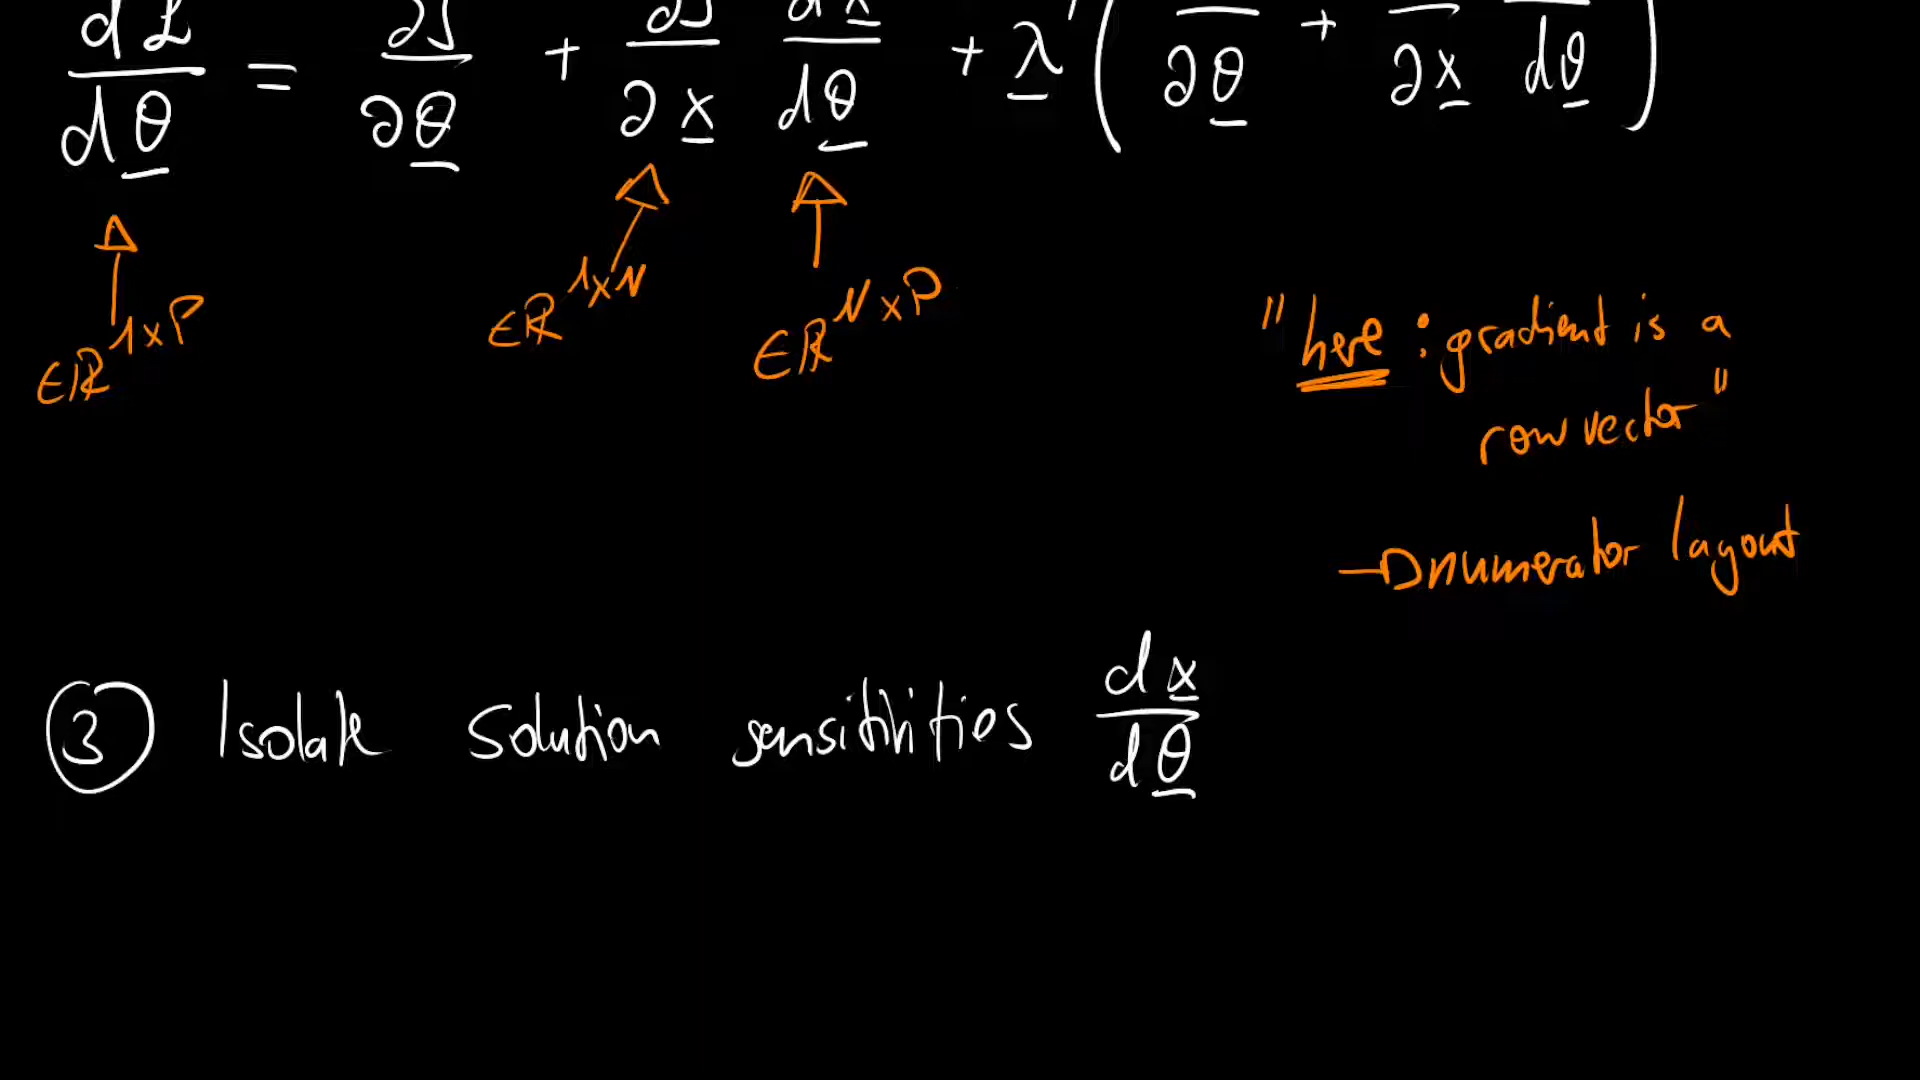 dL/dθ = ∂J/∂θ + ∂J/∂x dx/dθ + λ ( /∂θ + /∂x /dθ )
∈ℝ^1×P ∈ℝ^1×N ∈ℝ^N×P
"here : gradient is a
row vector"
→ numerator layout
③ Isolate solution sensitivities dx/dθ